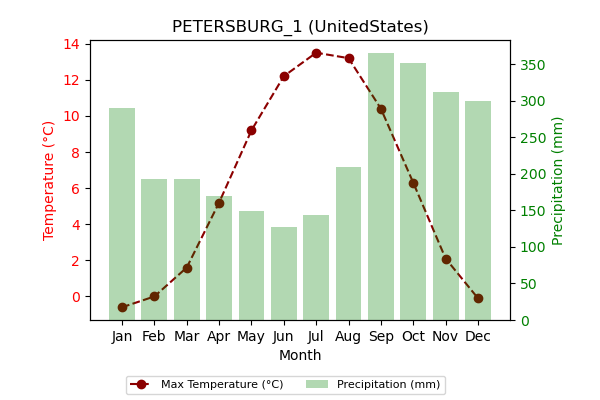 PETERSBURG_1 (UnitedStates)
14
12
10
8
6
4
2
0
Temperature (°C)
350
300
250
200
150
100
50
0
Precipitation (mm)
Jan Feb Mar Apr May Jun Jul Aug Sep Oct Nov Dec
Month
Max Temperature (°C) Precipitation (mm)